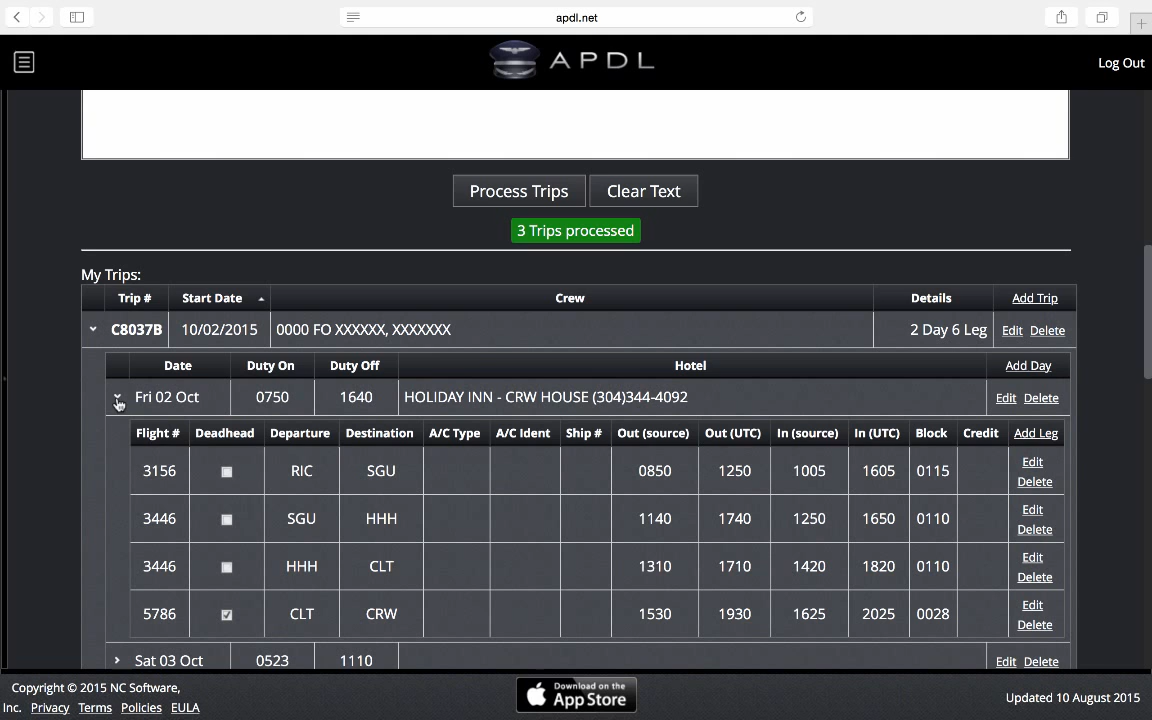 apdl.net
APDL
Log Out
Process Trips Clear Text
3 Trips processed
My Trips:
Trip # Start Date Crew Details Add Trip
C8037B 10/02/2015 0000 FO XXXXXX, XXXXXXX 2 Day 6 Leg Edit Delete
Date Duty On Duty Off Hotel Add Day
Fri 02 Oct 0750 1640 HOLIDAY INN - CRW HOUSE (304)344-4092 Edit Delete
Flight # Deadhead Departure Destination A/C Type A/C Ident Ship # Out (source) Out (UTC) In (source) In (UTC) Block Credit Add Leg
3156 RIC SGU 0850 1250 1005 1605 0115 Edit
Delete
3446 SGU HHH 1140 1740 1250 1650 0110 Edit
Delete
3446 HHH CLT 1310 1710 1420 1820 0110 Edit
Delete
5786 CLT CRW 1530 1930 1625 2025 0028 Edit
Delete
Sat 03 Oct 0523 1110 Edit Delete
Copyright © 2015 NC Software,
Inc. Privacy Terms Policies EULA
Download on the
App Store
Updated 10 August 2015